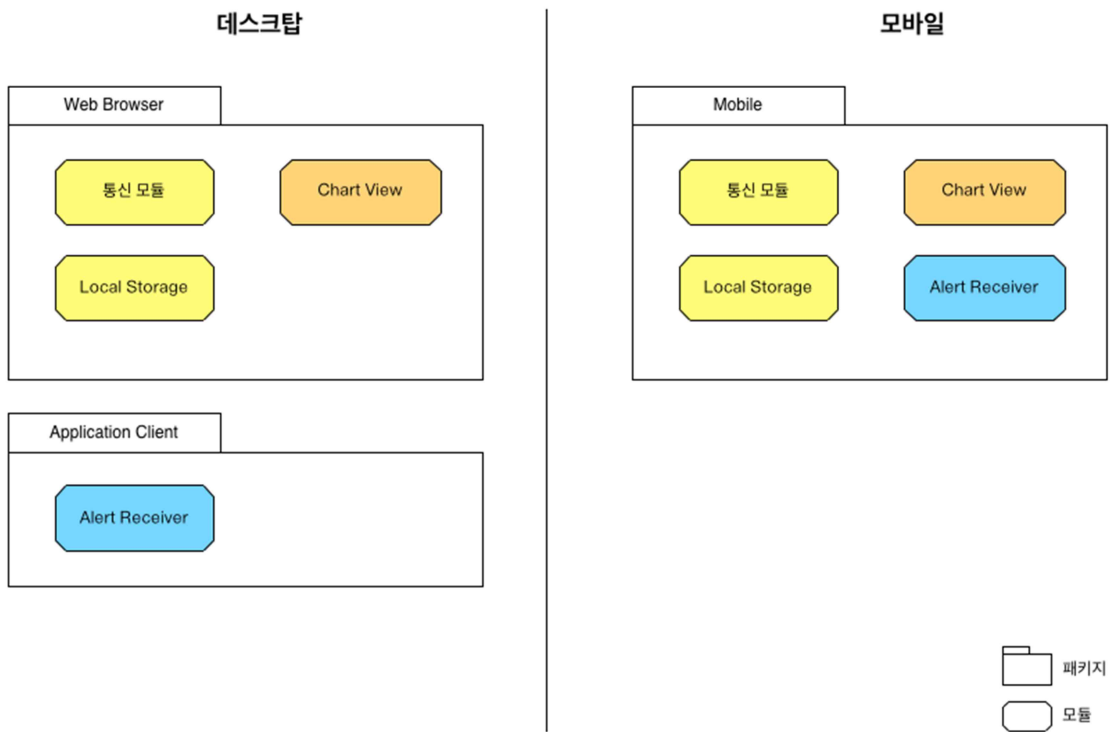 데스크탑
Web Browser
통신 모듈
Chart View
Local Storage
Application Client
Alert Receiver
모바일
Mobile
통신 모듈
Chart View
Local Storage
Alert Receiver
패키지
모듈